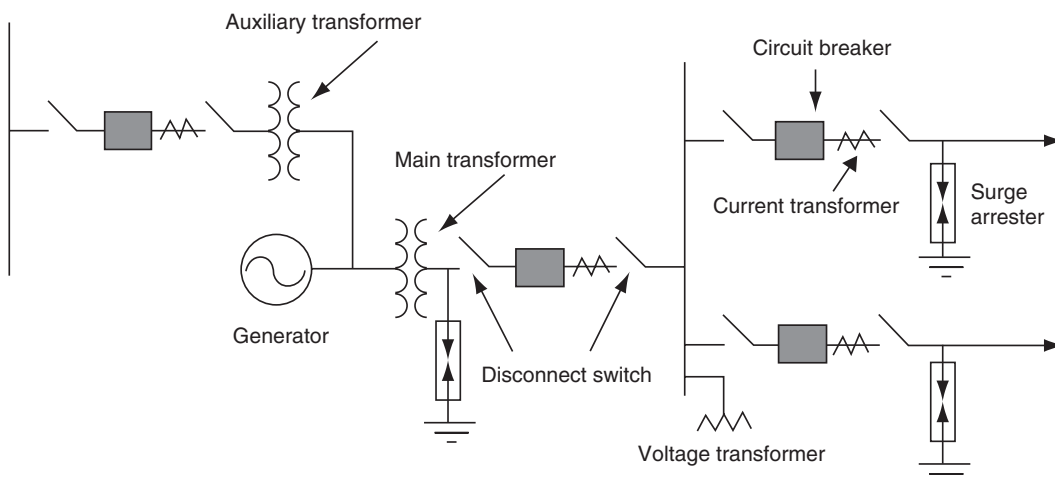 Auxiliary transformer
Circuit breaker
Main transformer
Current transformer
Surge
arrester
Generator
Disconnect switch
Voltage transformer